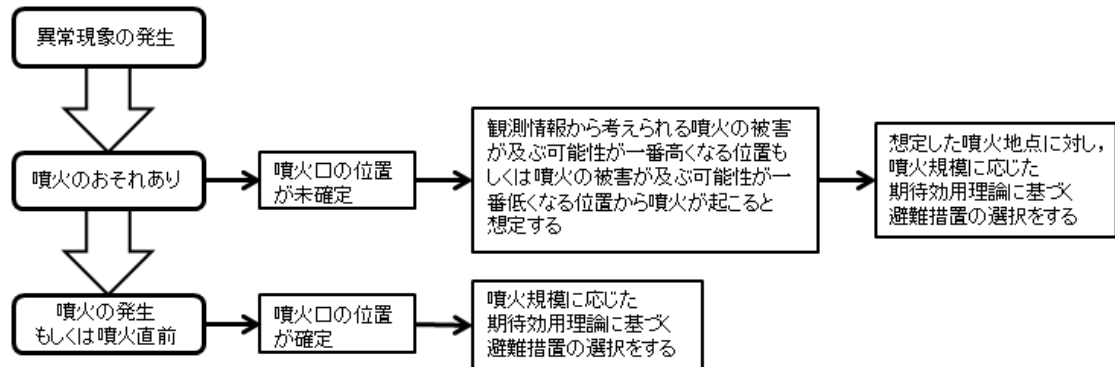 異常現象の発生
噴火のおそれあり
噴火口の位置
が未確定
観測情報から考えられる噴火の被害
が及ぶ可能性が一番高くなる位置も
しくは噴火の被害が及ぶ可能性が一
番低くなる位置から噴火が起こると
想定する
想定した噴火地点に対し,
噴火規模に応じた
期待効用理論に基づく
避難措置の選択をする
噴火の発生
もしくは噴火直前
噴火口の位置
が確定
噴火規模に応じた
期待効用理論に基づく
避難措置の選択をする